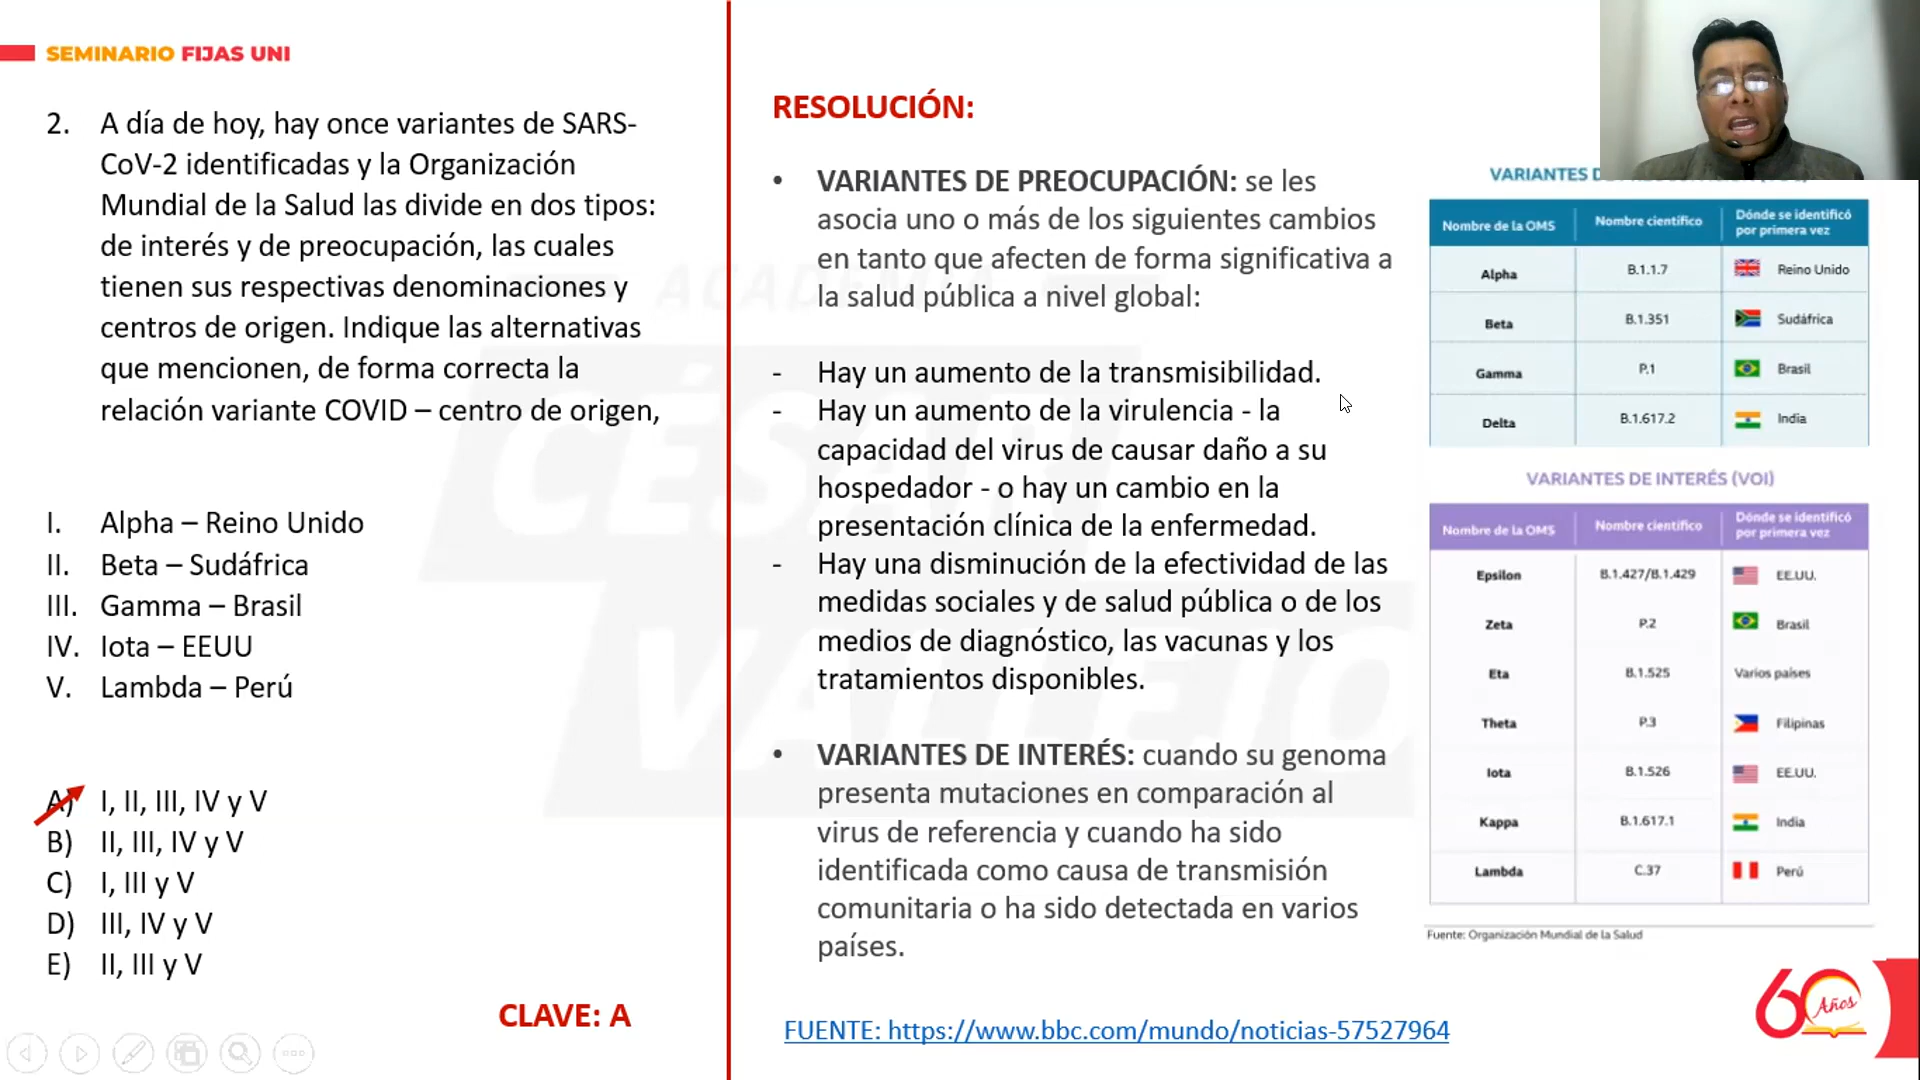 SEMINARIO FIJAS UNI
2. A día de hoy, hay once variantes de SARS-
CoV-2 identificadas y la Organización
Mundial de la Salud las divide en dos tipos:
de interés y de preocupación, las cuales
tienen sus respectivas denominaciones y
centros de origen. Indique las alternativas
que mencionen, de forma correcta la
relación variante COVID – centro de origen,
I. Alpha – Reino Unido
II. Beta – Sudáfrica
III. Gamma – Brasil
IV. Iota – EEUU
V. Lambda – Perú
A) I, II, III, IV y V
B) II, III, IV y V
C) I, III y V
D) III, IV y V
E) II, III y V
CLAVE: A
RESOLUCIÓN:
• VARIANTES DE PREOCUPACIÓN: se les
asocia uno o más de los siguientes cambios
en tanto que afecten de forma significativa a
la salud pública a nivel global:
- Hay un aumento de la transmisibilidad.
- Hay un aumento de la virulencia - la
capacidad del virus de causar daño a su
hospedador - o hay un cambio en la
presentación clínica de la enfermedad.
- Hay una disminución de la efectividad de las
medidas sociales y de salud pública o de los
medios de diagnóstico, las vacunas y los
tratamientos disponibles.
• VARIANTES DE INTERÉS: cuando su genoma
presenta mutaciones en comparación al
virus de referencia y cuando ha sido
identificada como causa de transmisión
comunitaria o ha sido detectada en varios
países.
FUENTE: https://www.bbc.com/mundo/noticias-57527964
VARIANTES
Nombre de la OMS Nombre científico Dónde se identificó
por primera vez
Alpha B.1.1.7 Reino Unido
Beta B.1.351 Sudáfrica
Gamma P.1 Brasil
Delta B.1.617.2 India
VARIANTES DE INTERÉS (VOI)
Nombre de la OMS Nombre científico Dónde se identificó
por primera vez
Epsilon B.1.427/B.1.429 EE.UU.
Zeta P.2 Brasil
Eta B.1.525 Varios países
Theta P.3 Filipinas
Iota B.1.526 EE.UU.
Kappa B.1.617.1 India
Lambda C.37 Perú
Fuente: Organización Mundial de la Salud
60 Años
ACADEMIA
CÉSAR
VALLEJO